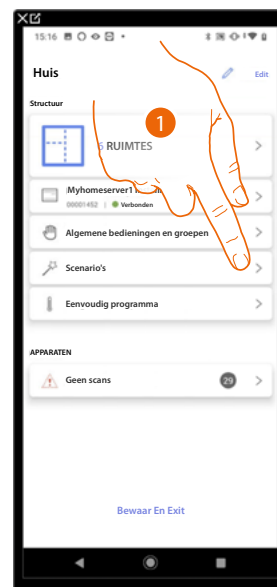 15:16
Huis
Edit
Structuur
1
6 RUIMTES
Myhomeserver1
00001452 | Verbonden
Algemene bedieningen en groepen
Scenario's
Eenvoudig programma
APPARATEN
Geen scans
29
Bewaar En Exit